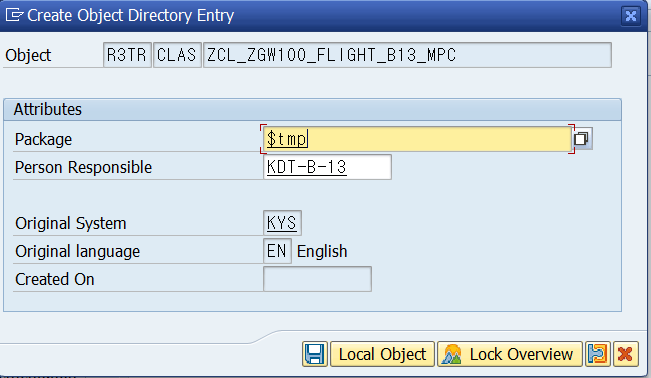 Create Object Directory Entry
Object R3TR CLAS ZCL_ZGW100_FLIGHT_B13_MPC
Attributes
Package $tmp
Person Responsible KDT-B-13
Original System KYS
Original language EN English
Created On
Local Object Lock Overview